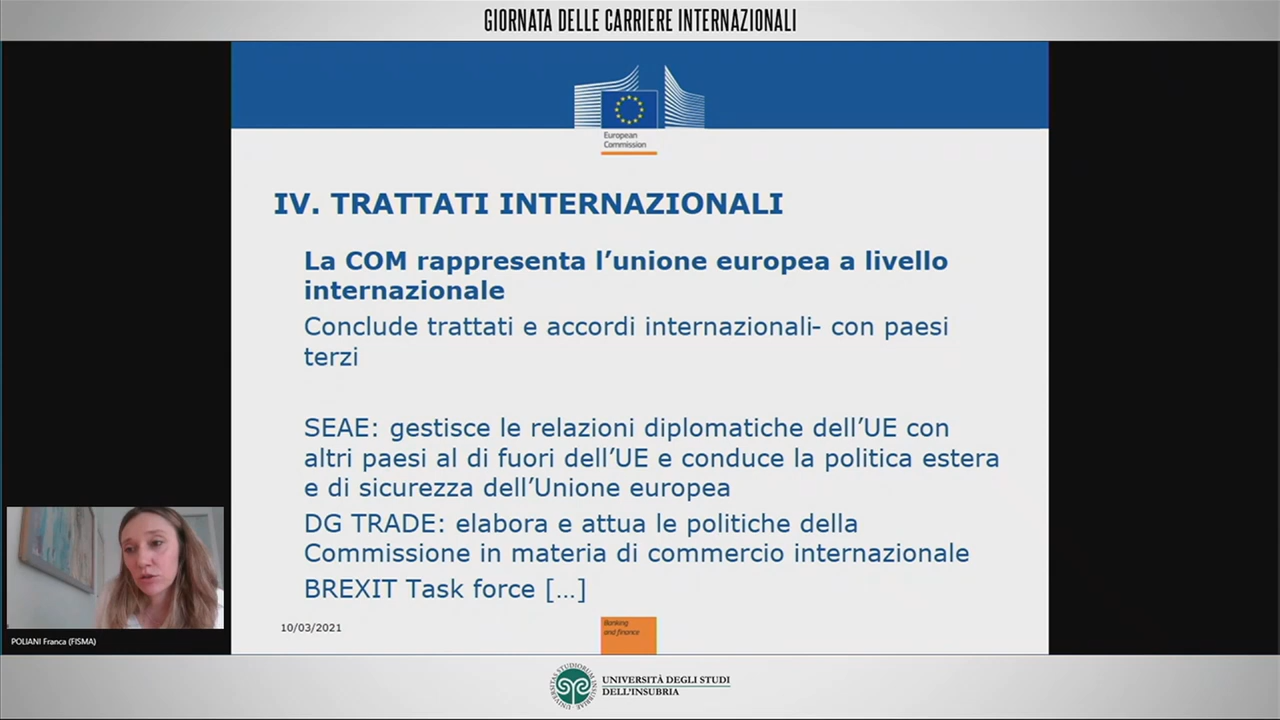 GIORNATA DELLE CARRIERE INTERNAZIONALI
European
Commission
IV. TRATTATI INTERNAZIONALI
La COM rappresenta l’unione europea a livello
internazionale
Conclude trattati e accordi internazionali- con paesi
terzi
SEAE: gestisce le relazioni diplomatiche dell’UE con
altri paesi al di fuori dell’UE e conduce la politica estera
e di sicurezza dell’Unione europea
DG TRADE: elabora e attua le politiche della
Commissione in materia di commercio internazionale
BREXIT Task force […]
10/03/2021
Banking
and finance
POLIANI Franca (FISMA)
UNIVERSITÀ DEGLI STUDI
DELL'INSUBRIA